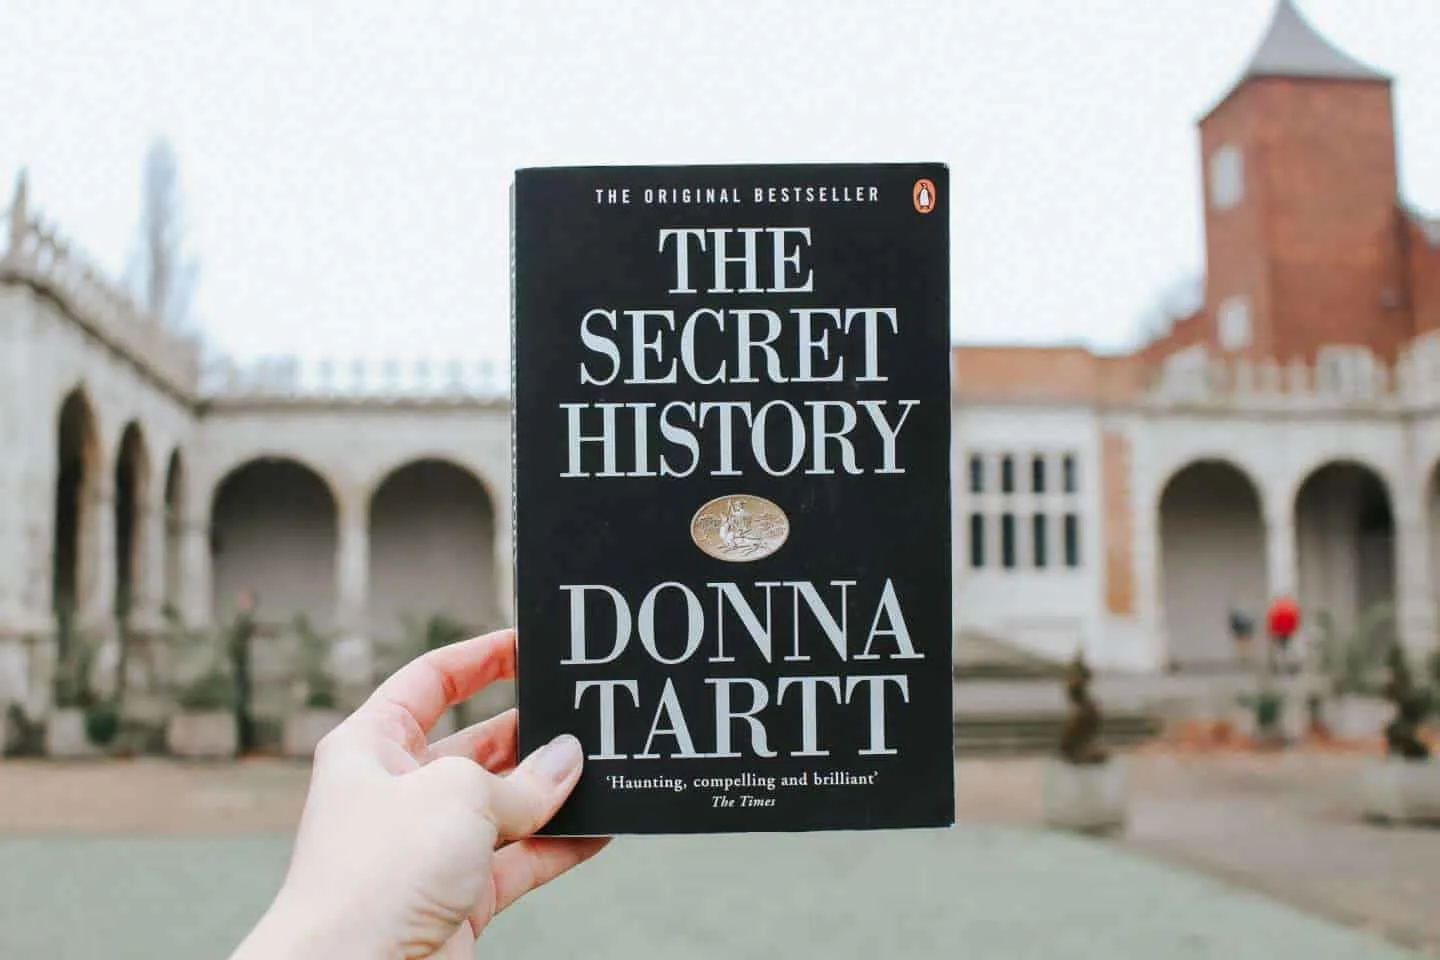 THE ORIGINAL BESTSELLER
THE
SECRET
HISTORY
DONNA
TARTT
‘Haunting, compelling and brilliant’
The Times